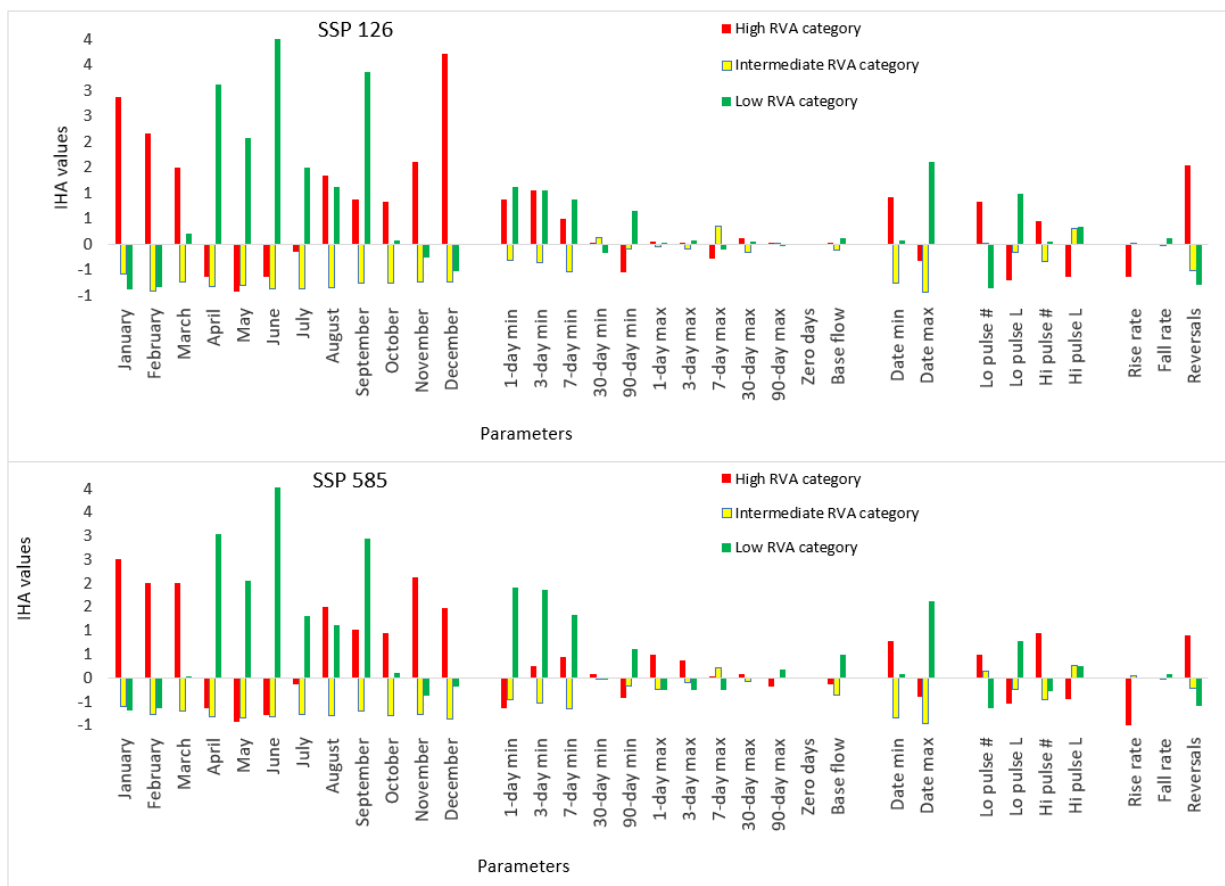 SSP 126
High RVA category
Intermediate RVA category
Low RVA category
IHA values
4
4
3
3
2
2
1
1
0
-1
-1
January
February
March
April
May
June
July
August
September
October
November
December
1-day min
3-day min
7-day min
30-day min
90-day min
1-day max
3-day max
7-day max
30-day max
90-day max
Zero days
Base flow
Date min
Date max
Lo pulse #
Lo pulse L
Hi pulse #
Hi pulse L
Rise rate
Fall rate
Reversals
Parameters
SSP 585
High RVA category
Intermediate RVA category
Low RVA category
IHA values
4
4
3
3
2
2
1
1
0
-1
-1
January
February
March
April
May
June
July
August
September
October
November
December
1-day min
3-day min
7-day min
30-day min
90-day min
1-day max
3-day max
7-day max
30-day max
90-day max
Zero days
Base flow
Date min
Date max
Lo pulse #
Lo pulse L
Hi pulse #
Hi pulse L
Rise rate
Fall rate
Reversals
Parameters